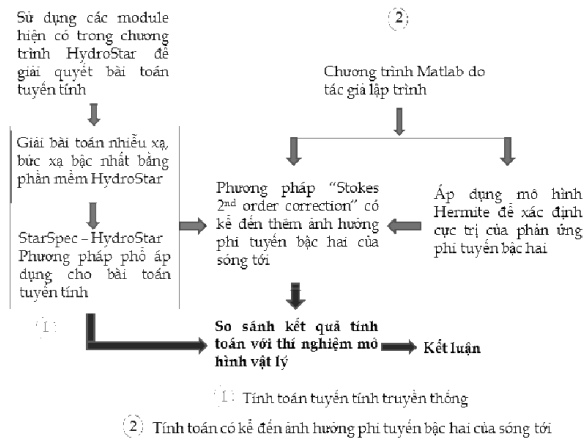 Sử dụng các module
hiện có trong chương
trình HydroStar để
giải quyết bài toán
tuyến tính
2
Chương trình Matlab do
tác giả lập trình
Giải bài toán nhiễu xạ,
bức xạ bậc nhất bằng
phần mềm HydroStar
StarSpec – HydroStar
Phương pháp phổ áp
dụng cho bài toán
tuyến tính
1
Phương pháp “Stokes
2nd order correction” có
kể đến thêm ảnh hưởng
phi tuyến bậc hai của
sóng tới
Áp dụng mô hình
Hermite để xác định
cực trị của phản ứng
phi tuyến bậc hai
So sánh kết quả tính
toán với thí nghiệm mô
hình vật lý
Kết luận
1 Tính toán tuyến tính truyền thống
2 Tính toán có kể đến ảnh hưởng phi tuyến bậc hai của sóng tới